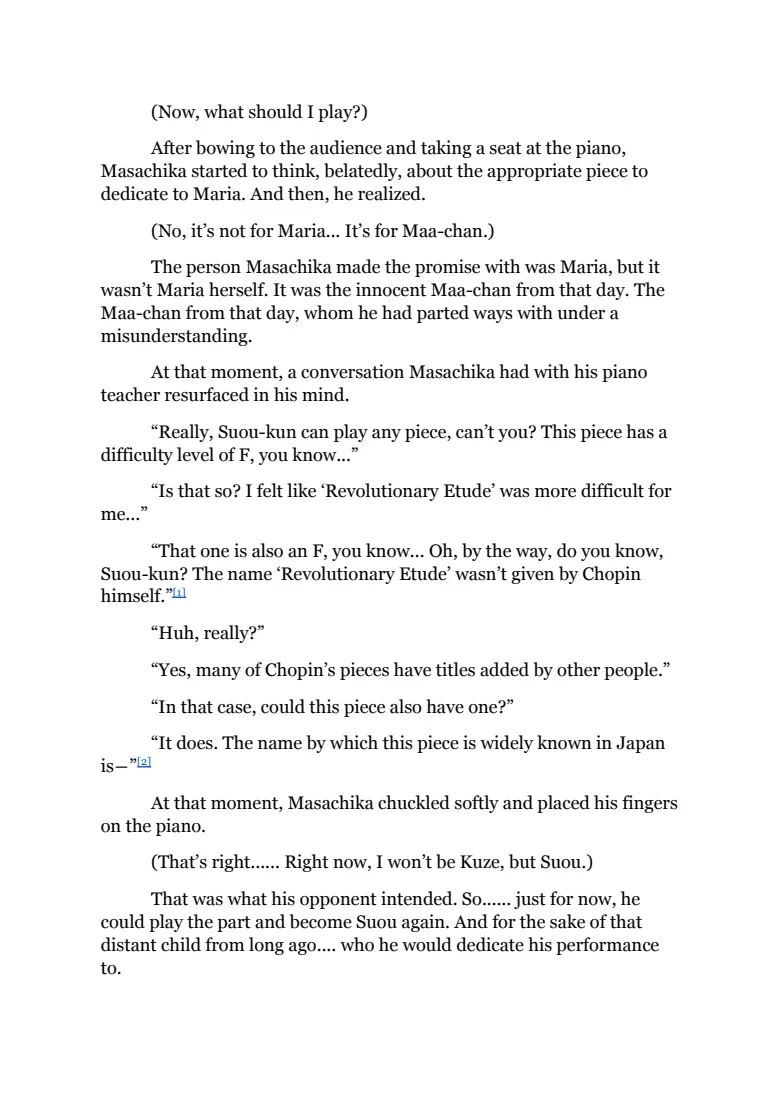 (Now, what should I play?)
After bowing to the audience and taking a seat at the piano,
Masachika started to think, belatedly, about the appropriate piece to
dedicate to Maria. And then, he realized.
(No, it’s not for Maria... It’s for Maa-chan.)
The person Masachika made the promise with was Maria, but it
wasn’t Maria herself. It was the innocent Maa-chan from that day. The
Maa-chan from that day, whom he had parted ways with under a
misunderstanding.
At that moment, a conversation Masachika had with his piano
teacher resurfaced in his mind.
“Really, Suou-kun can play any piece, can’t you? This piece has a
difficulty level of F, you know...”
“Is that so? I felt like ‘Revolutionary Etude’ was more difficult for
me...”
“That one is also an F, you know... Oh, by the way, do you know,
Suou-kun? The name ‘Revolutionary Etude’ wasn’t given by Chopin
himself.”[1]
“Huh, really?”
“Yes, many of Chopin’s pieces have titles added by other people.”
“In that case, could this piece also have one?”
“It does. The name by which this piece is widely known in Japan
is—”[2]
At that moment, Masachika chuckled softly and placed his fingers
on the piano.
(That’s right...... Right now, I won’t be Kuze, but Suou.)
That was what his opponent intended. So...... just for now, he
could play the part and become Suou again. And for the sake of that
distant child from long ago.... who he would dedicate his performance
to.